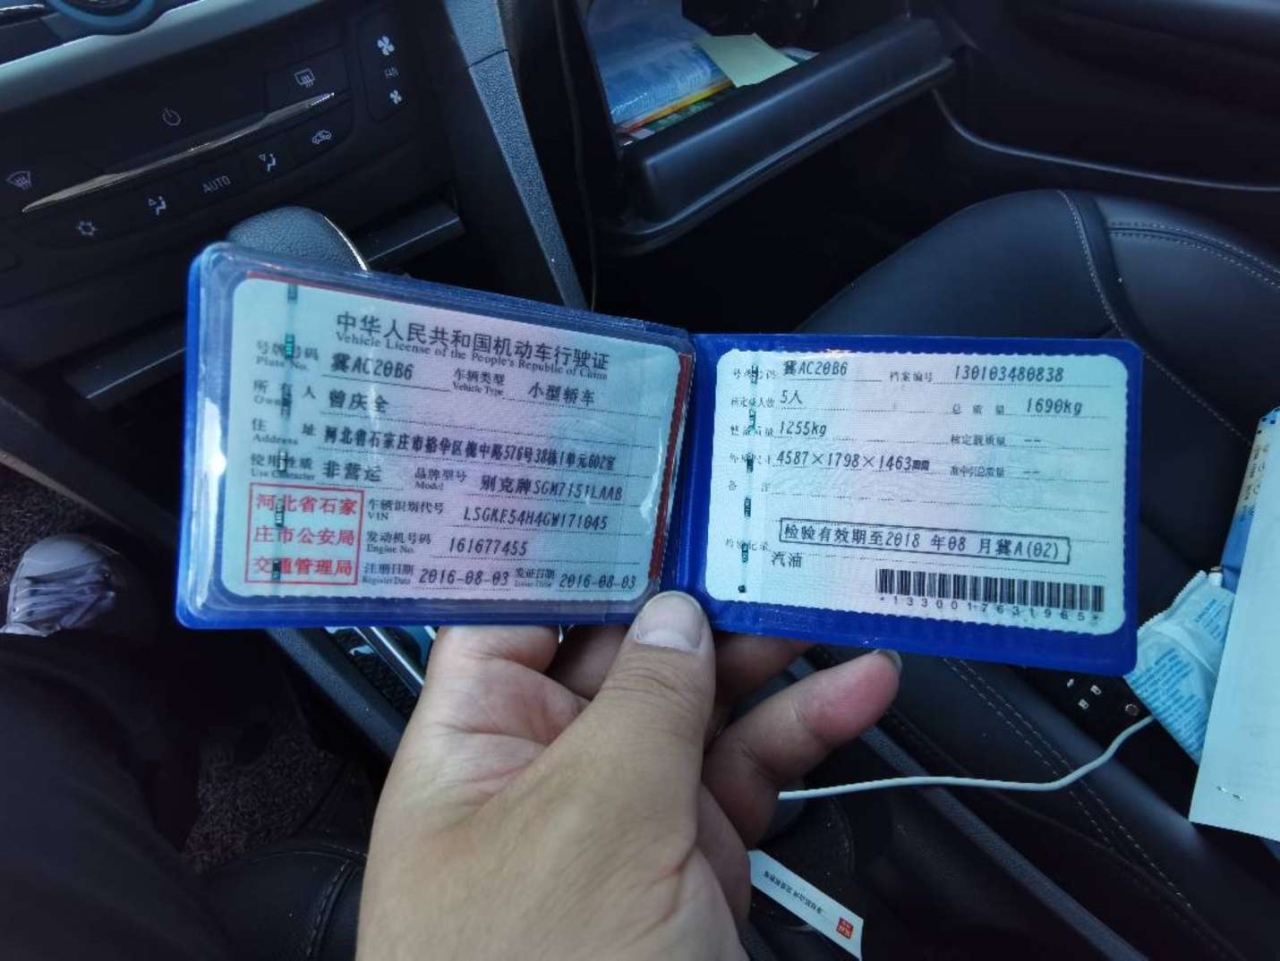 AUTO
中华人民共和国机动车行驶证
Vehicle License of the People's Republic of China
号牌号码 冀AC20B6 车辆类型 小型轿车
Plate No. Vehicle Type
所有人 曾庆全
Owner
住址 河北省石家庄市裕华区槐中路576号38栋1单元602室
Address
使用性质 非营运 品牌型号 别克牌SGM7151LAAB
Use Character Model
河北省石家庄市公安局交通管理局
车辆识别代号 LSGKE54H4GW171045
VIN
发动机号码 161677455
Engine No.
注册日期 2016-08-03 发证日期 2016-08-03
Register Date Issue Date
号牌号码 冀AC20B6 档案编号 130103480838
核定载人数 5人 总质量 1690kg
整备质量 1255kg 核定载质量 --
外廓尺寸 4587×1798×1463mm 准牵引总质量 --
备注
检验有效期至2018年08月冀A(02)
检验记录
汽油
*1330017631965*